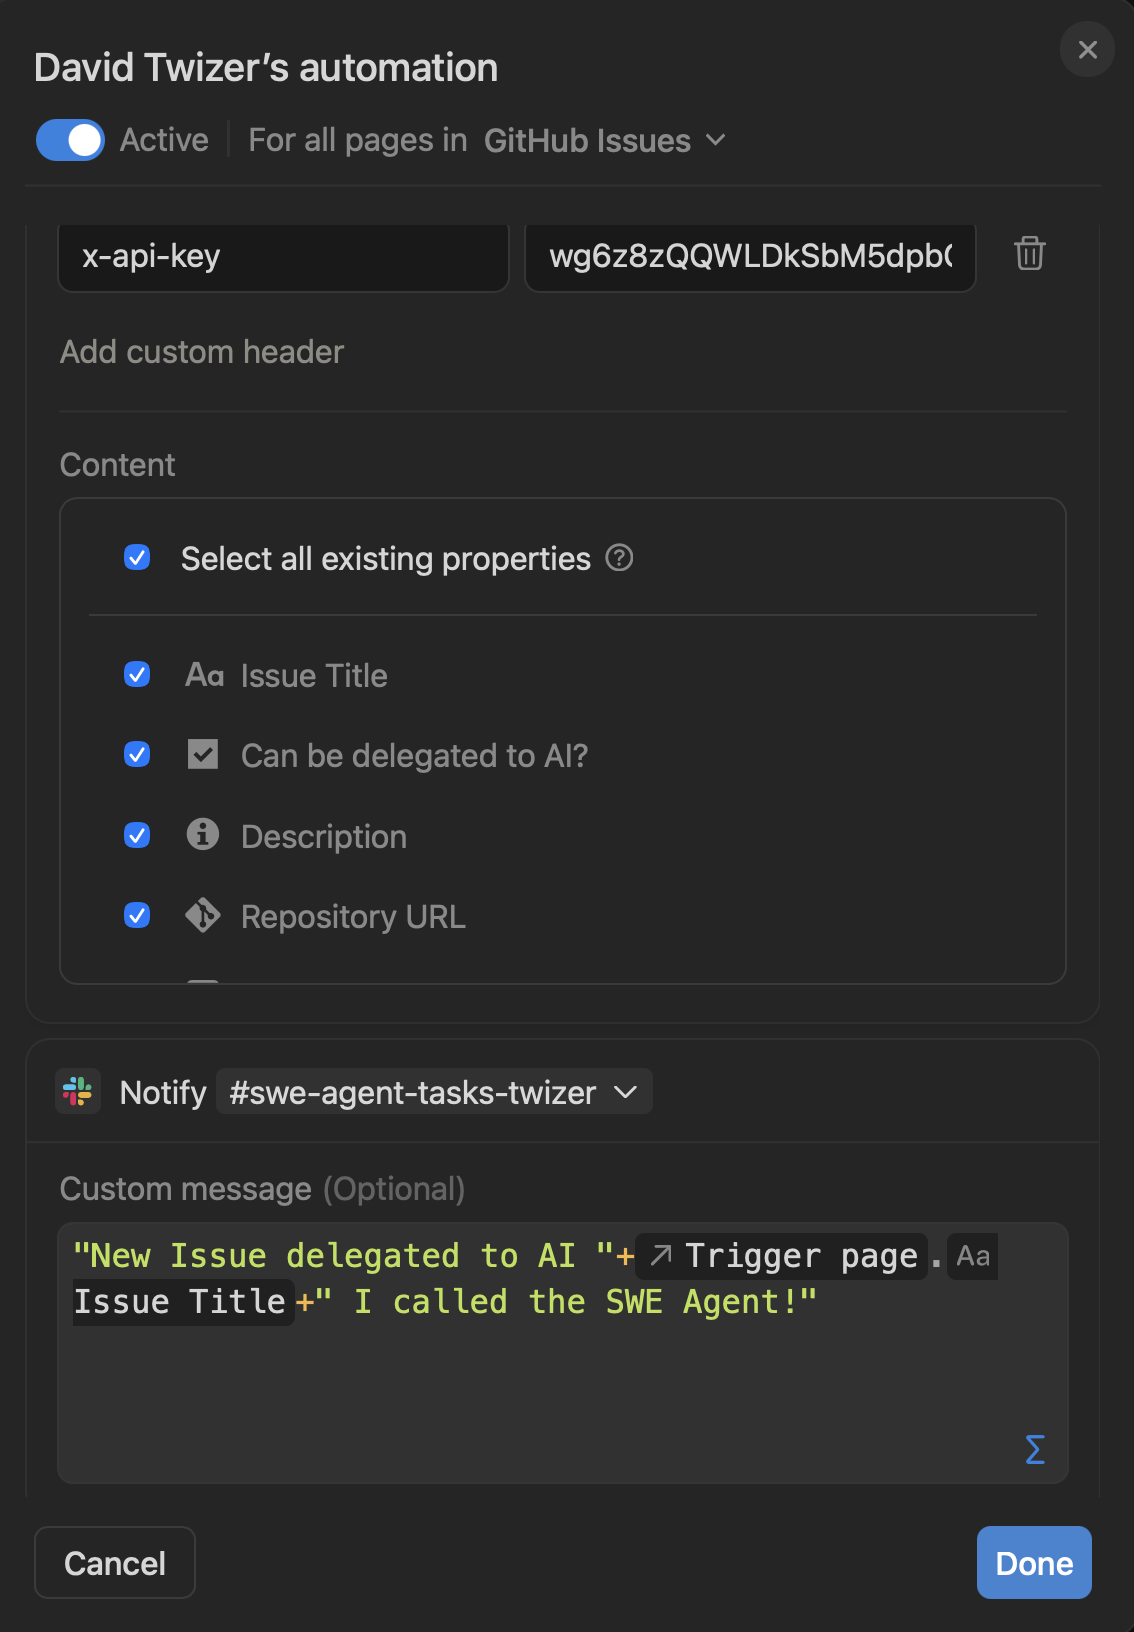 David Twizer’s automation
Active For all pages in GitHub Issues
x-api-key wg6z8zQQWLDkSbM5dpb
Add custom header
Content
Select all existing properties
Aa Issue Title
Can be delegated to AI?
Description
Repository URL
Notify #swe-agent-tasks-twizer
Custom message (Optional)
"New Issue delegated to AI "+↗Trigger page.Aa
Issue Title+" I called the SWE Agent!"
Σ
Cancel Done